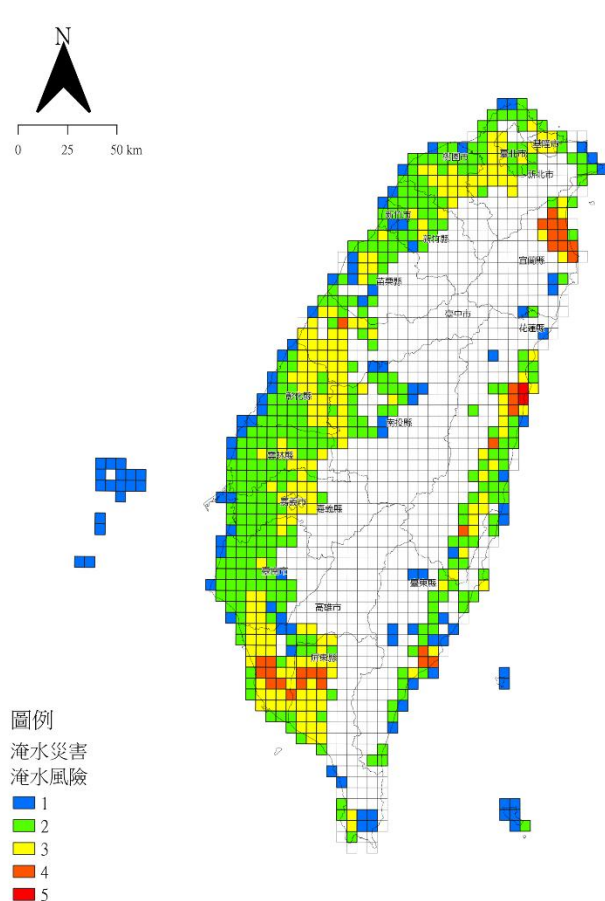 N
0 25 50 km
基隆市
桃園市
臺北市
新北市
新竹市
新竹縣
宜蘭縣
苗栗縣
臺中市
花蓮縣
彰化縣
南投縣
雲林縣
嘉義市
嘉義縣
臺南市
臺東縣
高雄市
屏東縣
圖例
淹水災害
淹水風險
1
2
3
4
5